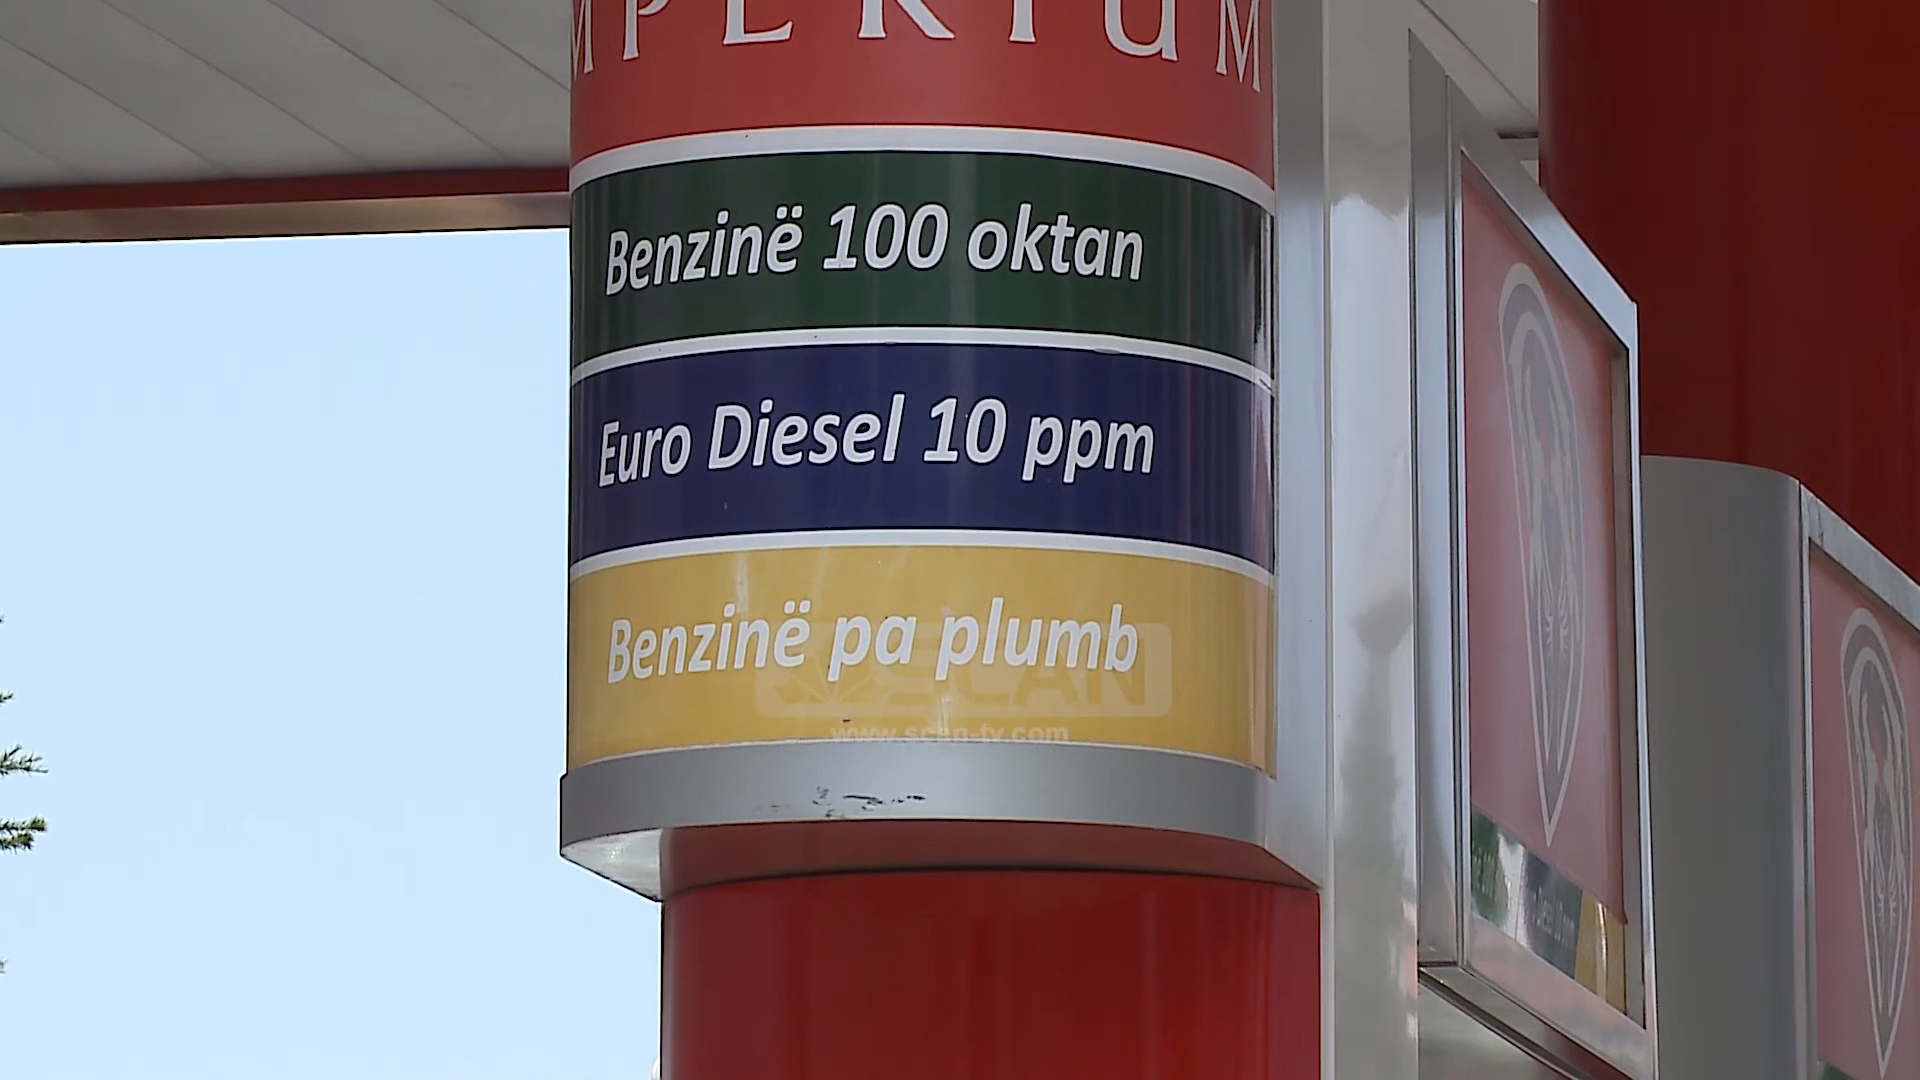 MPERIUM
Benzinë 100 oktan
Euro Diesel 10 ppm
Benzinë pa plumb
SCAN
www.scan-tv.com